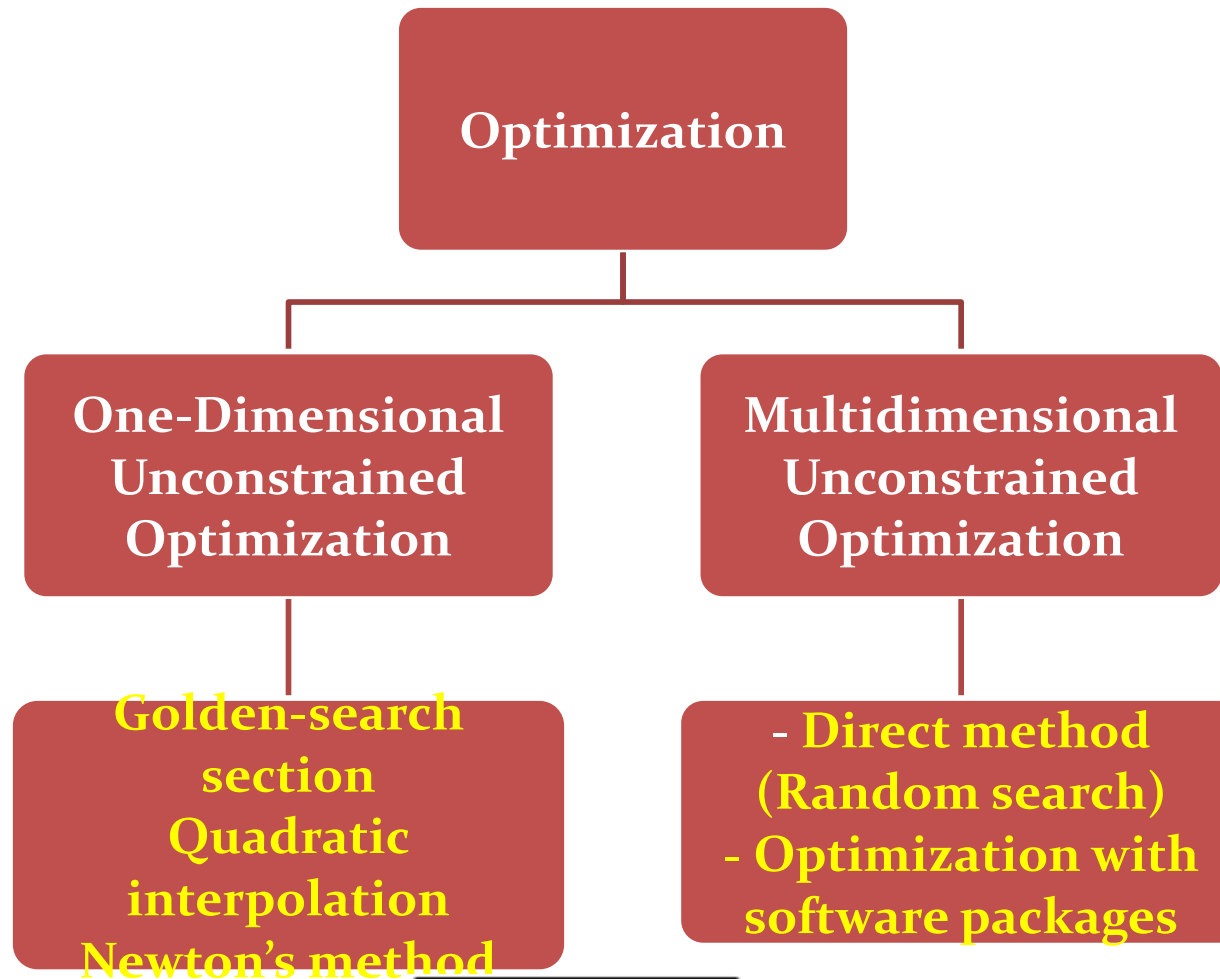 Optimization
One-Dimensional
Unconstrained
Optimization
Multidimensional
Unconstrained
Optimization
Golden-search
section
Quadratic
interpolation
Newton’s method
- Direct method
(Random search)
- Optimization with
software packages